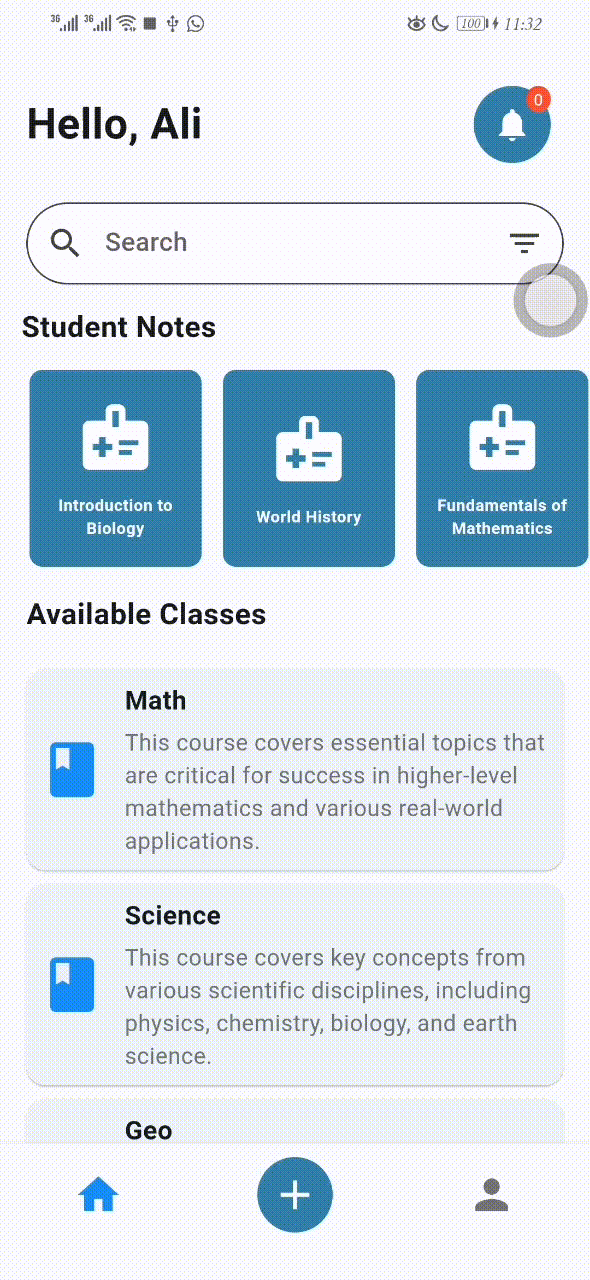 3G 3G 100 11:32
Hello, Ali
0
Search
Student Notes
Introduction to
Biology
World History
Fundamentals of
Mathematics
Available Classes
Math
This course covers essential topics that
are critical for success in higher-level
mathematics and various real-world
applications.
Science
This course covers key concepts from
various scientific disciplines, including
physics, chemistry, biology, and earth
science.
Geo